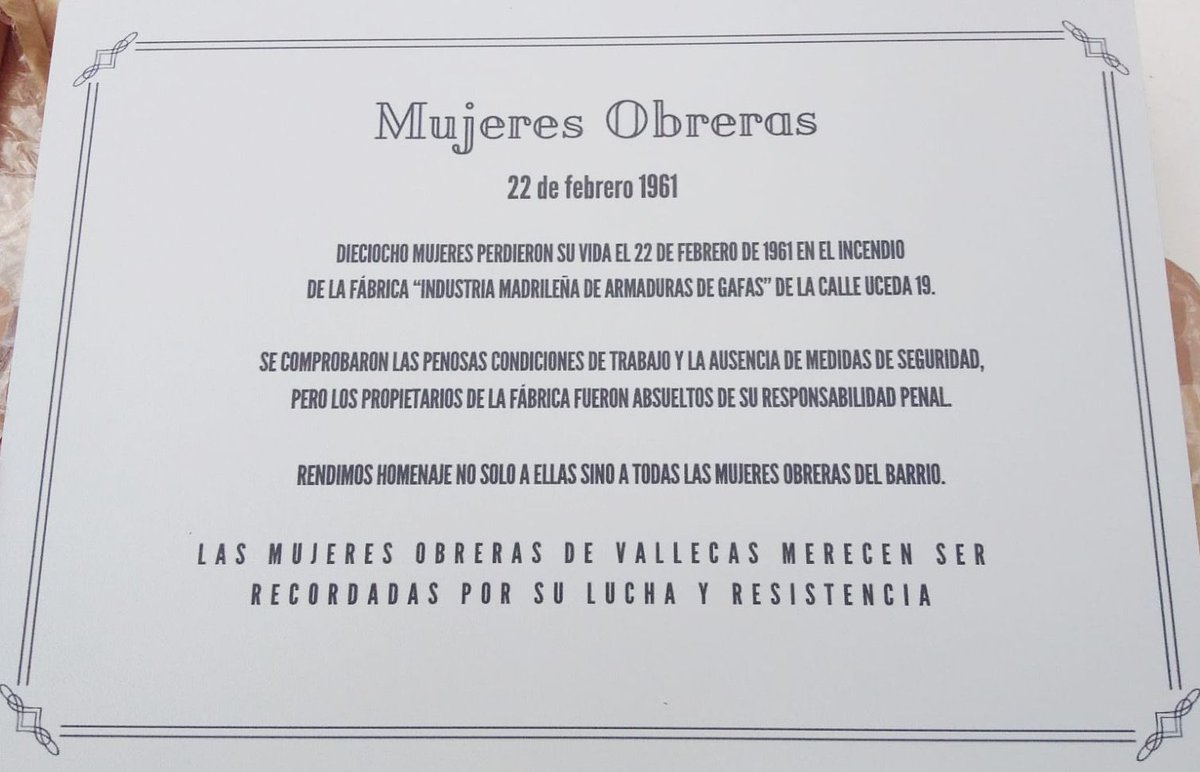 Mujeres Obreras
22 de febrero 1961
DIECIOCHO MUJERES PERDIERON SU VIDA EL 22 DE FEBRERO DE 1961 EN EL INCENDIO
DE LA FÁBRICA “INDUSTRIA MADRILEÑA DE ARMADURAS DE GAFAS” DE LA CALLE UCEDA 19.
SE COMPROBARON LAS PENOSAS CONDICIONES DE TRABAJO Y LA AUSENCIA DE MEDIDAS DE SEGURIDAD,
PERO LOS PROPIETARIOS DE LA FÁBRICA FUERON ABSUELTOS DE SU RESPONSABILIDAD PENAL.
RENDIMOS HOMENAJE NO SOLO A ELLAS SINO A TODAS LAS MUJERES OBRERAS DEL BARRIO.
LAS MUJERES OBRERAS DE VALLECAS MERECEN SER
RECORDADAS POR SU LUCHA Y RESISTENCIA